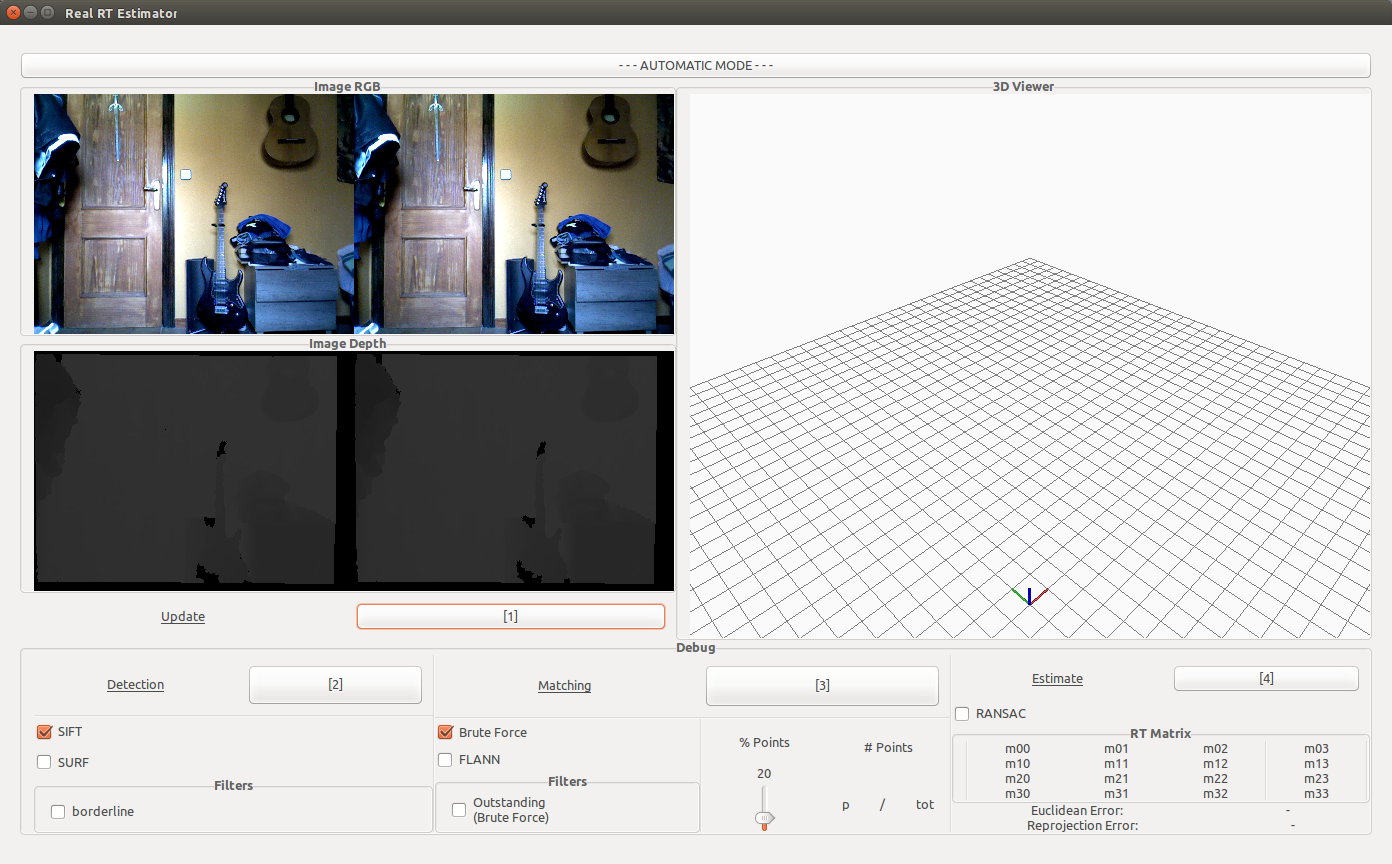 Real RT Estimator
- - - AUTOMATIC MODE - - -
Image RGB
3D Viewer
Image Depth
Update
[1]
Debug
Detection
[2]
Matching
[3]
Estimate
[4]
SIFT
SURF
Filters
borderline
Brute Force
FLANN
Filters
Outstanding
(Brute Force)
% Points
# Points
20
p / tot
RANSAC
RT Matrix
m00 m01 m02 m03
m10 m11 m12 m13
m20 m21 m22 m23
m30 m31 m32 m33
Euclidean Error: -
Reprojection Error: -